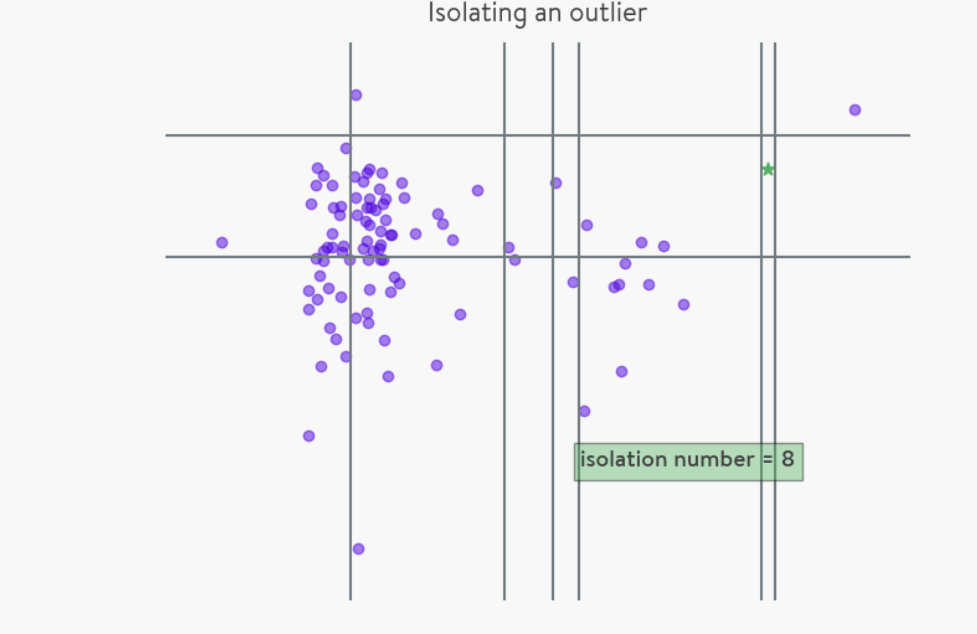 Isolating an outlier
isolation number = 8